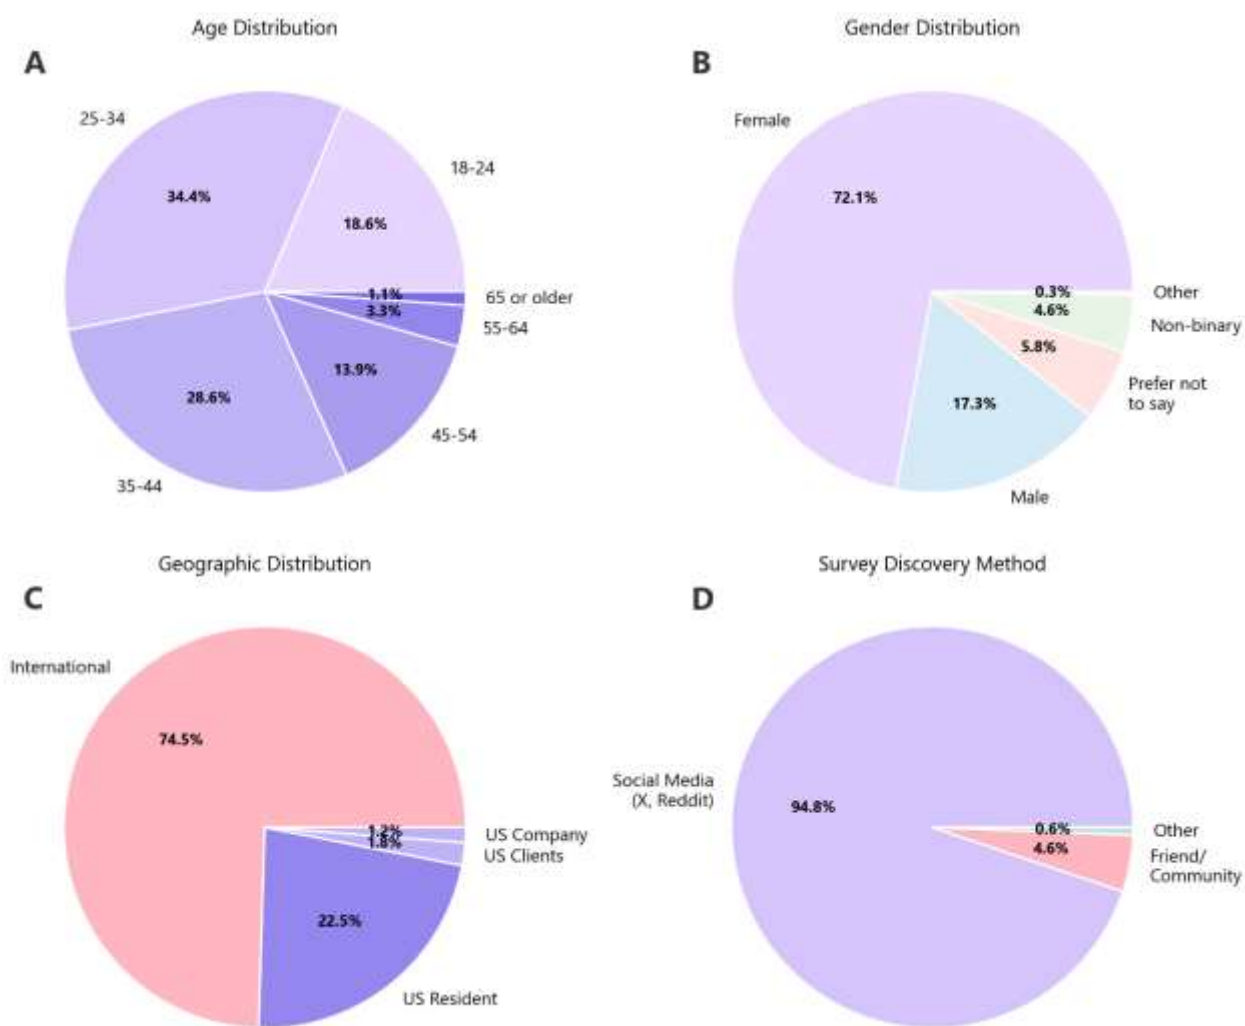 Age Distribution
A
25-34
34.4%
18-24
18.6%
1.1%
65 or older
3.3%
55-64
13.9%
45-54
28.6%
35-44
Gender Distribution
B
Female
72.1%
0.3%
Other
4.6%
Non-binary
5.8%
Prefer not
to say
17.3%
Male
Geographic Distribution
C
International
74.5%
1.2%
US Company
1.8%
US Clients
22.5%
US Resident
Survey Discovery Method
D
Social Media
(X, Reddit)
94.8%
0.6%
Other
4.6%
Friend/
Community